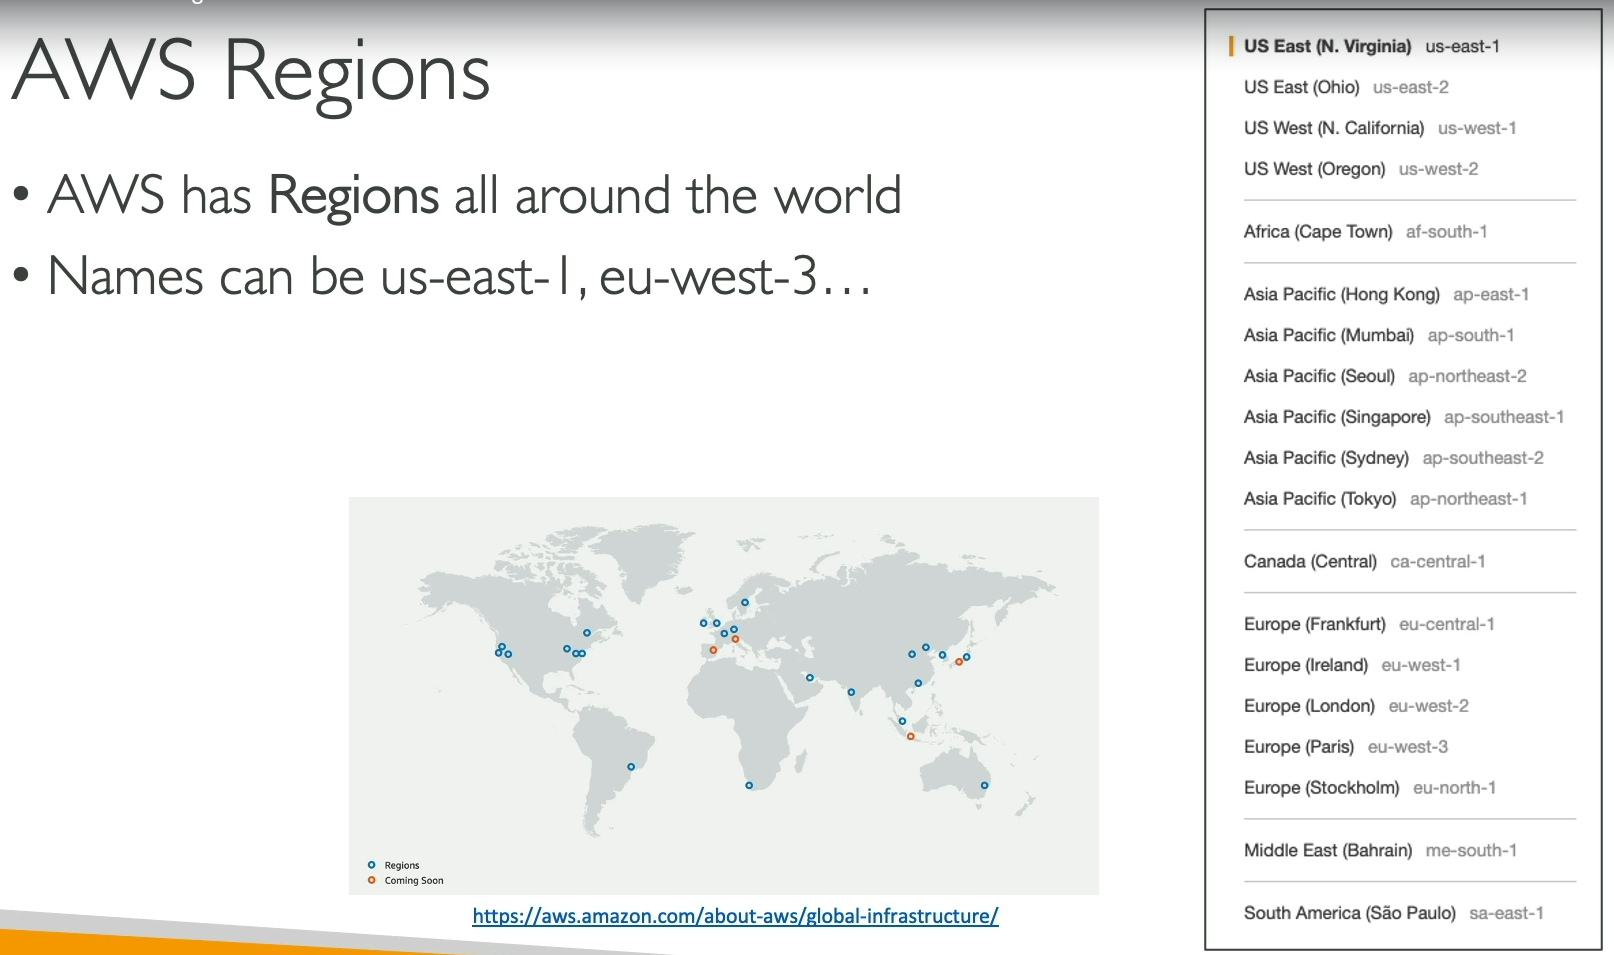 AWS Regions
• AWS has Regions all around the world
• Names can be us-east-1, eu-west-3…
Regions
Coming Soon
https://aws.amazon.com/about-aws/global-infrastructure/
US East (N. Virginia) us-east-1
US East (Ohio) us-east-2
US West (N. California) us-west-1
US West (Oregon) us-west-2
Africa (Cape Town) af-south-1
Asia Pacific (Hong Kong) ap-east-1
Asia Pacific (Mumbai) ap-south-1
Asia Pacific (Seoul) ap-northeast-2
Asia Pacific (Singapore) ap-southeast-1
Asia Pacific (Sydney) ap-southeast-2
Asia Pacific (Tokyo) ap-northeast-1
Canada (Central) ca-central-1
Europe (Frankfurt) eu-central-1
Europe (Ireland) eu-west-1
Europe (London) eu-west-2
Europe (Paris) eu-west-3
Europe (Stockholm) eu-north-1
Middle East (Bahrain) me-south-1
South America (São Paulo) sa-east-1